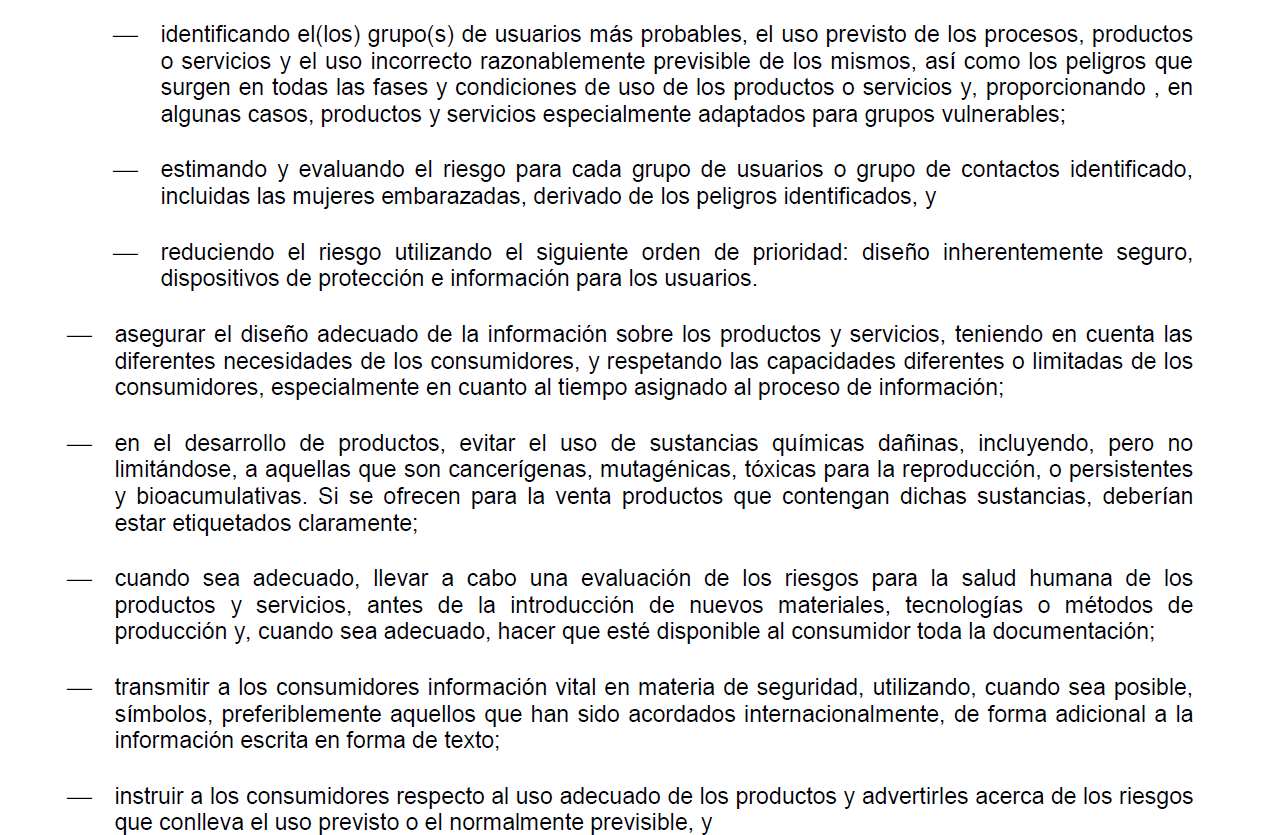 — identificando el(los) grupo(s) de usuarios más probables, el uso previsto de los procesos, productos
o servicios y el uso incorrecto razonablemente previsible de los mismos, así como los peligros que
surgen en todas las fases y condiciones de uso de los productos o servicios y, proporcionando , en
algunas casos, productos y servicios especialmente adaptados para grupos vulnerables;
— estimando y evaluando el riesgo para cada grupo de usuarios o grupo de contactos identificado,
incluidas las mujeres embarazadas, derivado de los peligros identificados, y
— reduciendo el riesgo utilizando el siguiente orden de prioridad: diseño inherentemente seguro,
dispositivos de protección e información para los usuarios.
— asegurar el diseño adecuado de la información sobre los productos y servicios, teniendo en cuenta las
diferentes necesidades de los consumidores, y respetando las capacidades diferentes o limitadas de los
consumidores, especialmente en cuanto al tiempo asignado al proceso de información;
— en el desarrollo de productos, evitar el uso de sustancias químicas dañinas, incluyendo, pero no
limitándose, a aquellas que son cancerígenas, mutagénicas, tóxicas para la reproducción, o persistentes
y bioacumulativas. Si se ofrecen para la venta productos que contengan dichas sustancias, deberían
estar etiquetados claramente;
— cuando sea adecuado, llevar a cabo una evaluación de los riesgos para la salud humana de los
productos y servicios, antes de la introducción de nuevos materiales, tecnologías o métodos de
producción y, cuando sea adecuado, hacer que esté disponible al consumidor toda la documentación;
— transmitir a los consumidores información vital en materia de seguridad, utilizando, cuando sea posible,
símbolos, preferiblemente aquellos que han sido acordados internacionalmente, de forma adicional a la
información escrita en forma de texto;
— instruir a los consumidores respecto al uso adecuado de los productos y advertirles acerca de los riesgos
que conlleva el uso previsto o el normalmente previsible, y